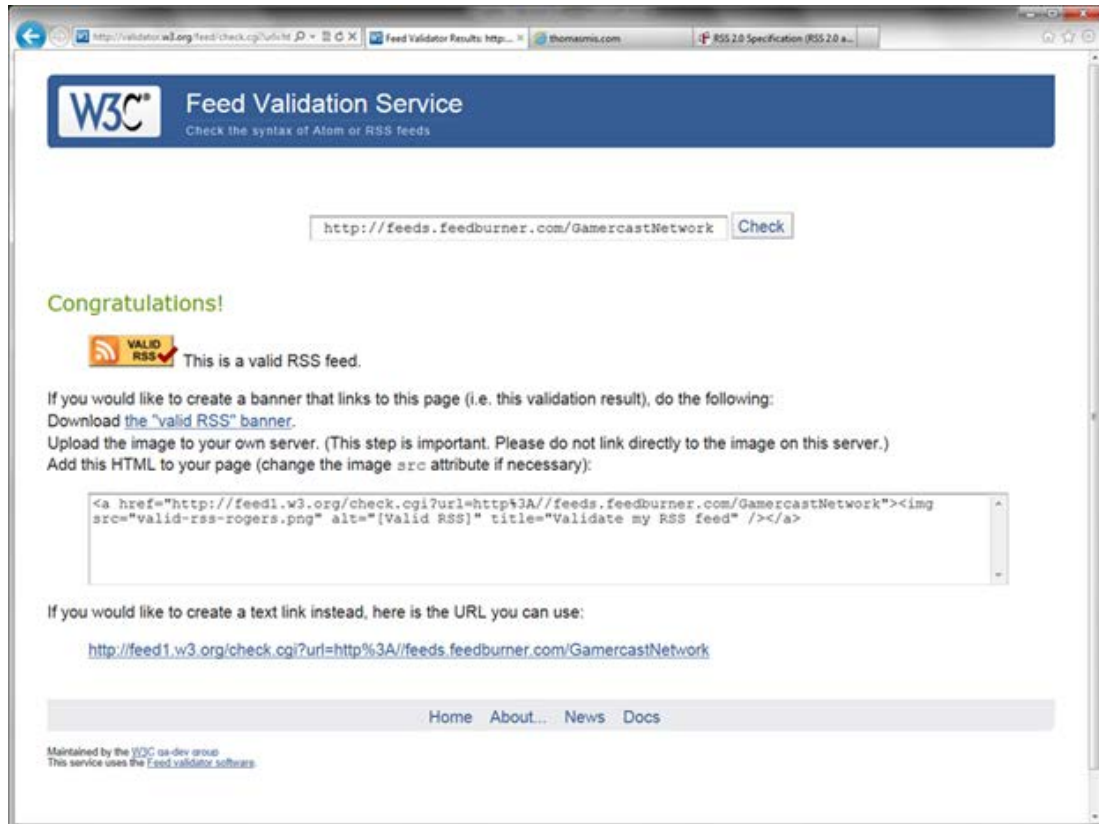 http://validator.w3.org/feed/check.cgi?url=ht
Feed Validator Results: http:...
thomasmis.com
RSS 2.0 Specification (RSS 2.0 a...
W3C®
Feed Validation Service
Check the syntax of Atom or RSS feeds
http://feeds.feedburner.com/GamercastNetwork
Check
Congratulations!
VALID
RSS
This is a valid RSS feed.
If you would like to create a banner that links to this page (i.e. this validation result), do the following:
Download the "valid RSS" banner.
Upload the image to your own server. (This step is important. Please do not link directly to the image on this server.)
Add this HTML to your page (change the image src attribute if necessary):
<a href="http://feed1.w3.org/check.cgi?url=http%3A//feeds.feedburner.com/GamercastNetwork"><img
src="valid-rss-rogers.png" alt="[Valid RSS]" title="Validate my RSS feed" /></a>
If you would like to create a text link instead, here is the URL you can use:
http://feed1.w3.org/check.cgi?url=http%3A//feeds.feedburner.com/GamercastNetwork
Home About... News Docs
Maintained by the W3C qa-dev group
This service uses the Feed validator software.